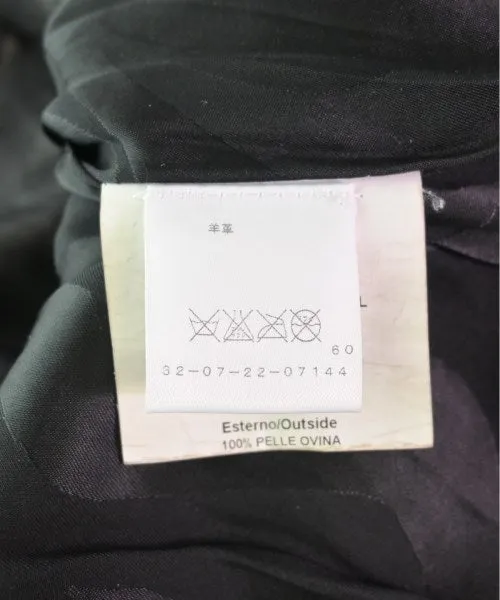 羊革
L
60
32-07-22-07144
Esterno/Outside
100% PELLE OVINA